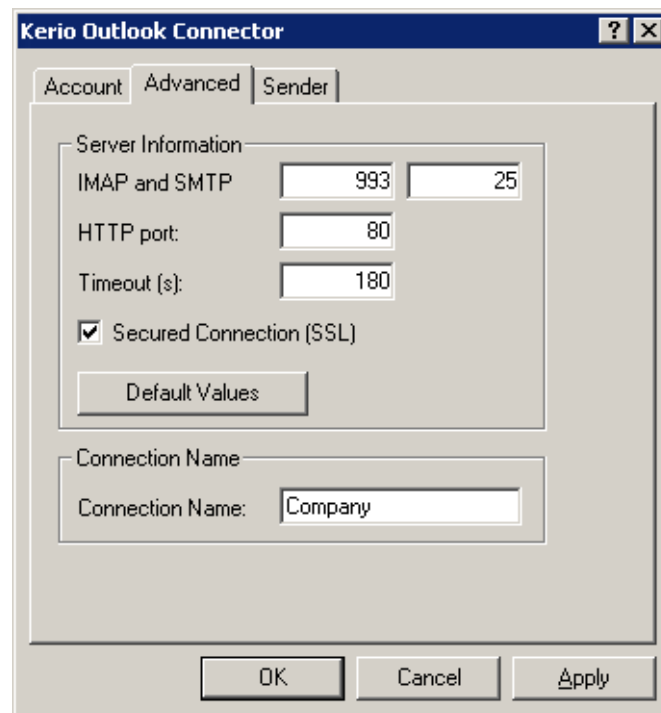 Kerio Outlook Connector
Account Advanced Sender
Server Information
IMAP and SMTP 993 25
HTTP port: 80
Timeout (s): 180
Secured Connection (SSL)
Default Values
Connection Name
Connection Name: Company
OK Cancel Apply